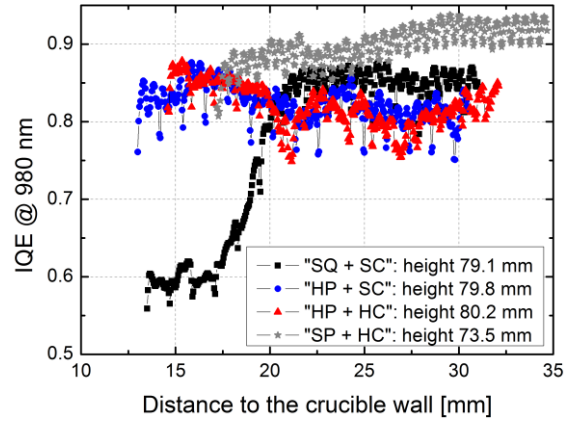 0.9
0.8
0.7
0.6
0.5
IQE @ 980 nm
"SQ + SC": height 79.1 mm
"HP + SC": height 79.8 mm
"HP + HC": height 80.2 mm
"SP + HC": height 73.5 mm
10 15 20 25 30 35
Distance to the crucible wall [mm]